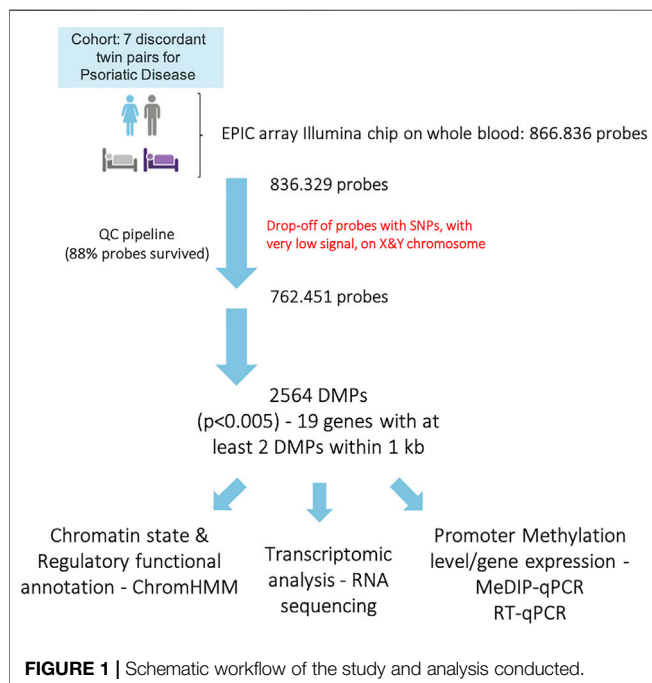 Cohort: 7 discordant
twin pairs for
Psoriatic Disease
EPIC array Illumina chip on whole blood: 866.836 probes
836.329 probes
QC pipeline
(88% probes survived)
Drop-off of probes with SNPs, with
very low signal, on X&Y chromosome
762.451 probes
2564 DMPs
(p<0.005) - 19 genes with at
least 2 DMPs within 1 kb
Chromatin state &
Regulatory functional
annotation - ChromHMM
Transcriptomic
analysis - RNA
sequencing
Promoter Methylation
level/gene expression -
MeDIP-qPCR
RT-qPCR
FIGURE 1 | Schematic workflow of the study and analysis conducted.